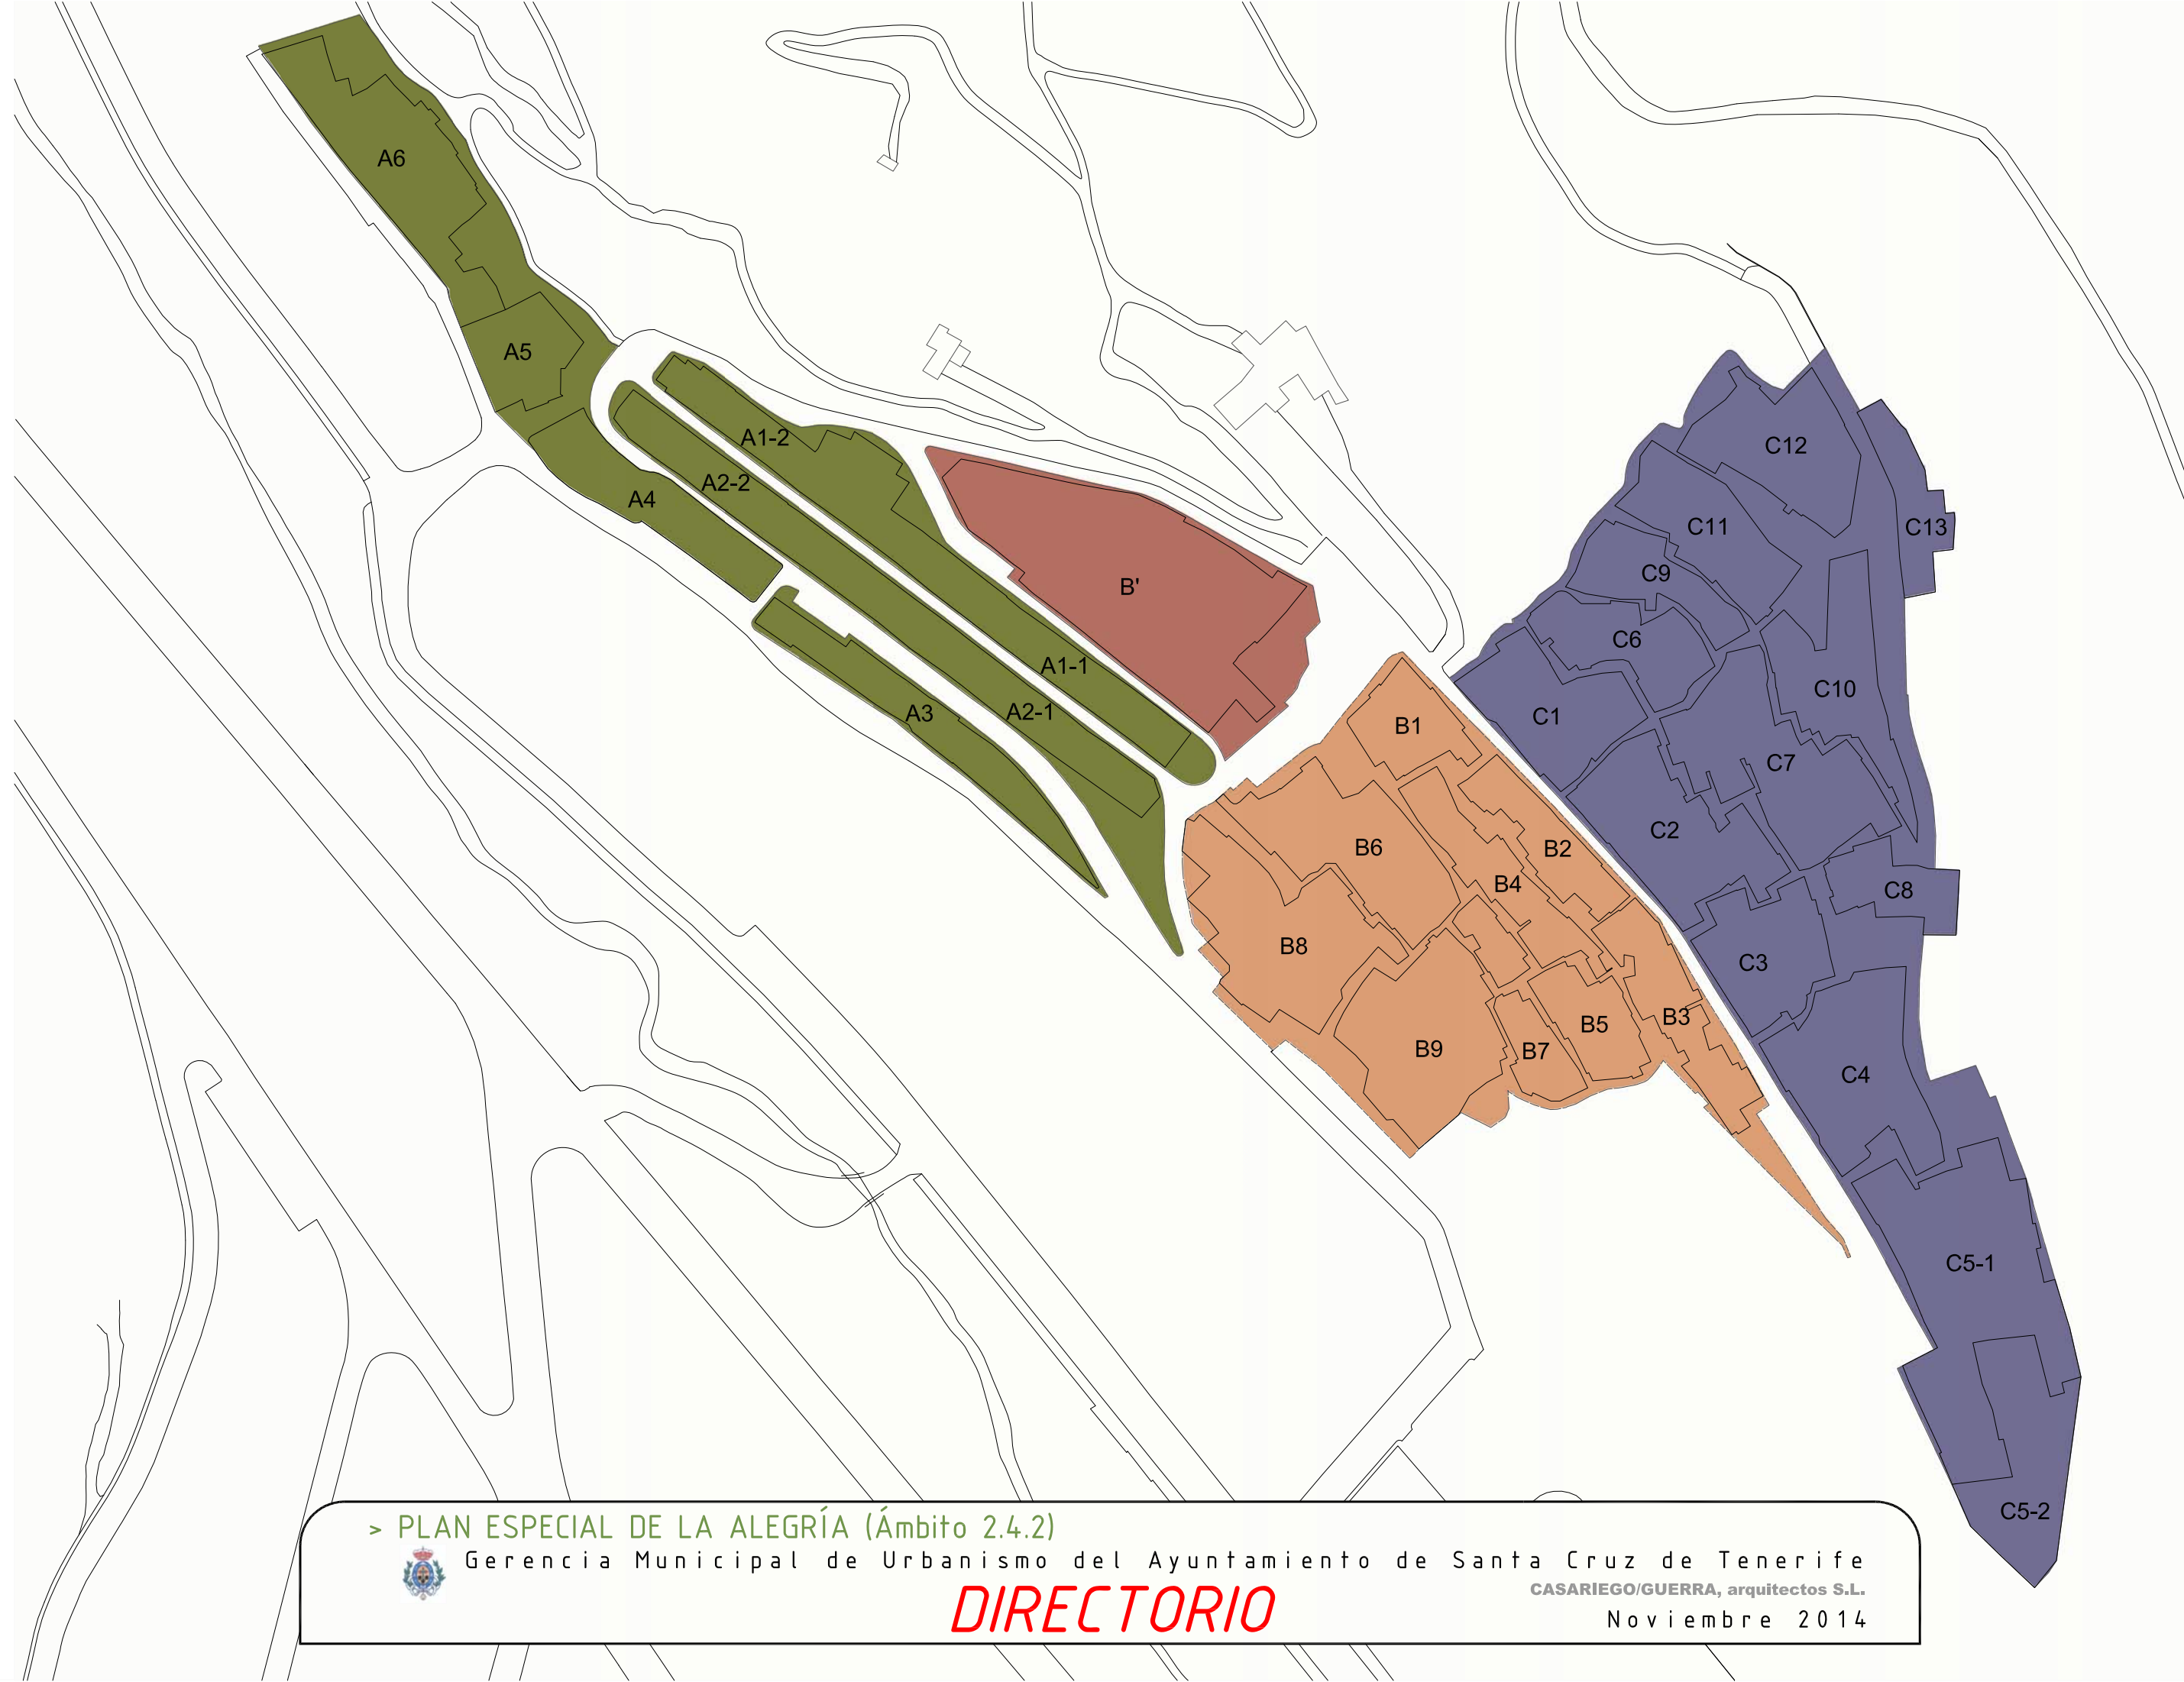 A6
A5
A4
A1-2
A2-2
A3
A1-1
A2-1
B'
B1
B2
B6
B4
B8
B3
B5
B7
B9
C12
C11
C13
C9
C6
C10
C1
C7
C2
C8
C3
C4
C5-1
C5-2
> PLAN ESPECIAL DE LA ALEGRÍA (Ámbito 2.4.2)
Gerencia Municipal de Urbanismo del Ayuntamiento de Santa Cruz de Tenerife
CASARIEGO/GUERRA, arquitectos S.L.
DIRECTORIO
Noviembre 2014